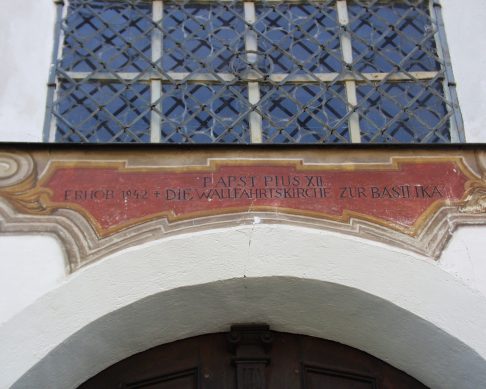 PAPST PIUS XII.
ERHOB 1952 + DIE WALLFAHRTSKIRCHE ZUR BASILIKA